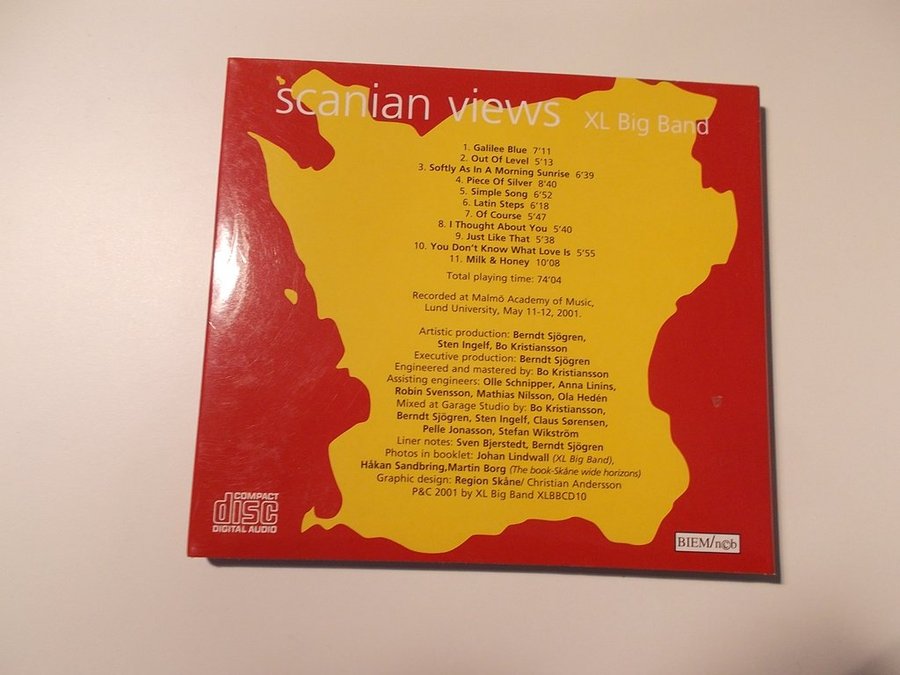 scanian views XL Big Band
1. Galilee Blue 7'11
2. Out Of Level 5'13
3. Softly As In A Morning Sunrise 6'39
4. Piece Of Silver 8'40
5. Simple Song 6'52
6. Latin Steps 6'18
7. Of Course 5'47
8. I Thought About You 5'40
9. Just Like That 5'38
10. You Don't Know What Love Is 5'55
11. Milk & Honey 10'08
Total playing time: 74'04
Recorded at Malmö Academy of Music,
Lund University, May 11-12, 2001.
Artistic production: Berndt Sjögren,
Sten Ingelf, Bo Kristiansson
Executive production: Berndt Sjögren
Engineered and mastered by: Bo Kristiansson
Assisting engineers: Olle Schnipper, Anna Linins,
Robin Svensson, Mathias Nilsson, Ola Hedén
Mixed at Garage Studio by: Bo Kristiansson,
Berndt Sjögren, Sten Ingelf, Claus Sørensen,
Pelle Jonasson, Stefan Wikström
Liner notes: Sven Bjerstedt, Berndt Sjögren
Photos in booklet: Johan Lindwall (XL Big Band),
Håkan Sandbring,Martin Borg (The book-Skåne wide horizons)
Graphic design: Region Skåne/ Christian Andersson
P&C 2001 by XL Big Band XLBBCD10
COMPACT
disc
DIGITAL AUDIO
BIEM/n©b